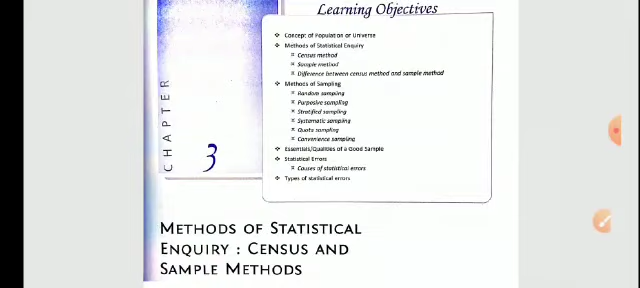 Learning Objectives
❖ Concept of Population or Universe
❖ Methods of Statistical Enquiry
¤ Census method
¤ Sample method
¤ Difference between census method and sample method
❖ Methods of Sampling
¤ Random sampling
¤ Purposive sampling
¤ Stratified sampling
¤ Systematic sampling
¤ Quota sampling
¤ Convenience sampling
❖ Essentials/Qualities of a Good Sample
❖ Statistical Errors
¤ Causes of statistical errors
❖ Types of statistical errors
CHAPTER
3
METHODS OF STATISTICAL
ENQUIRY : CENSUS AND
SAMPLE METHODS